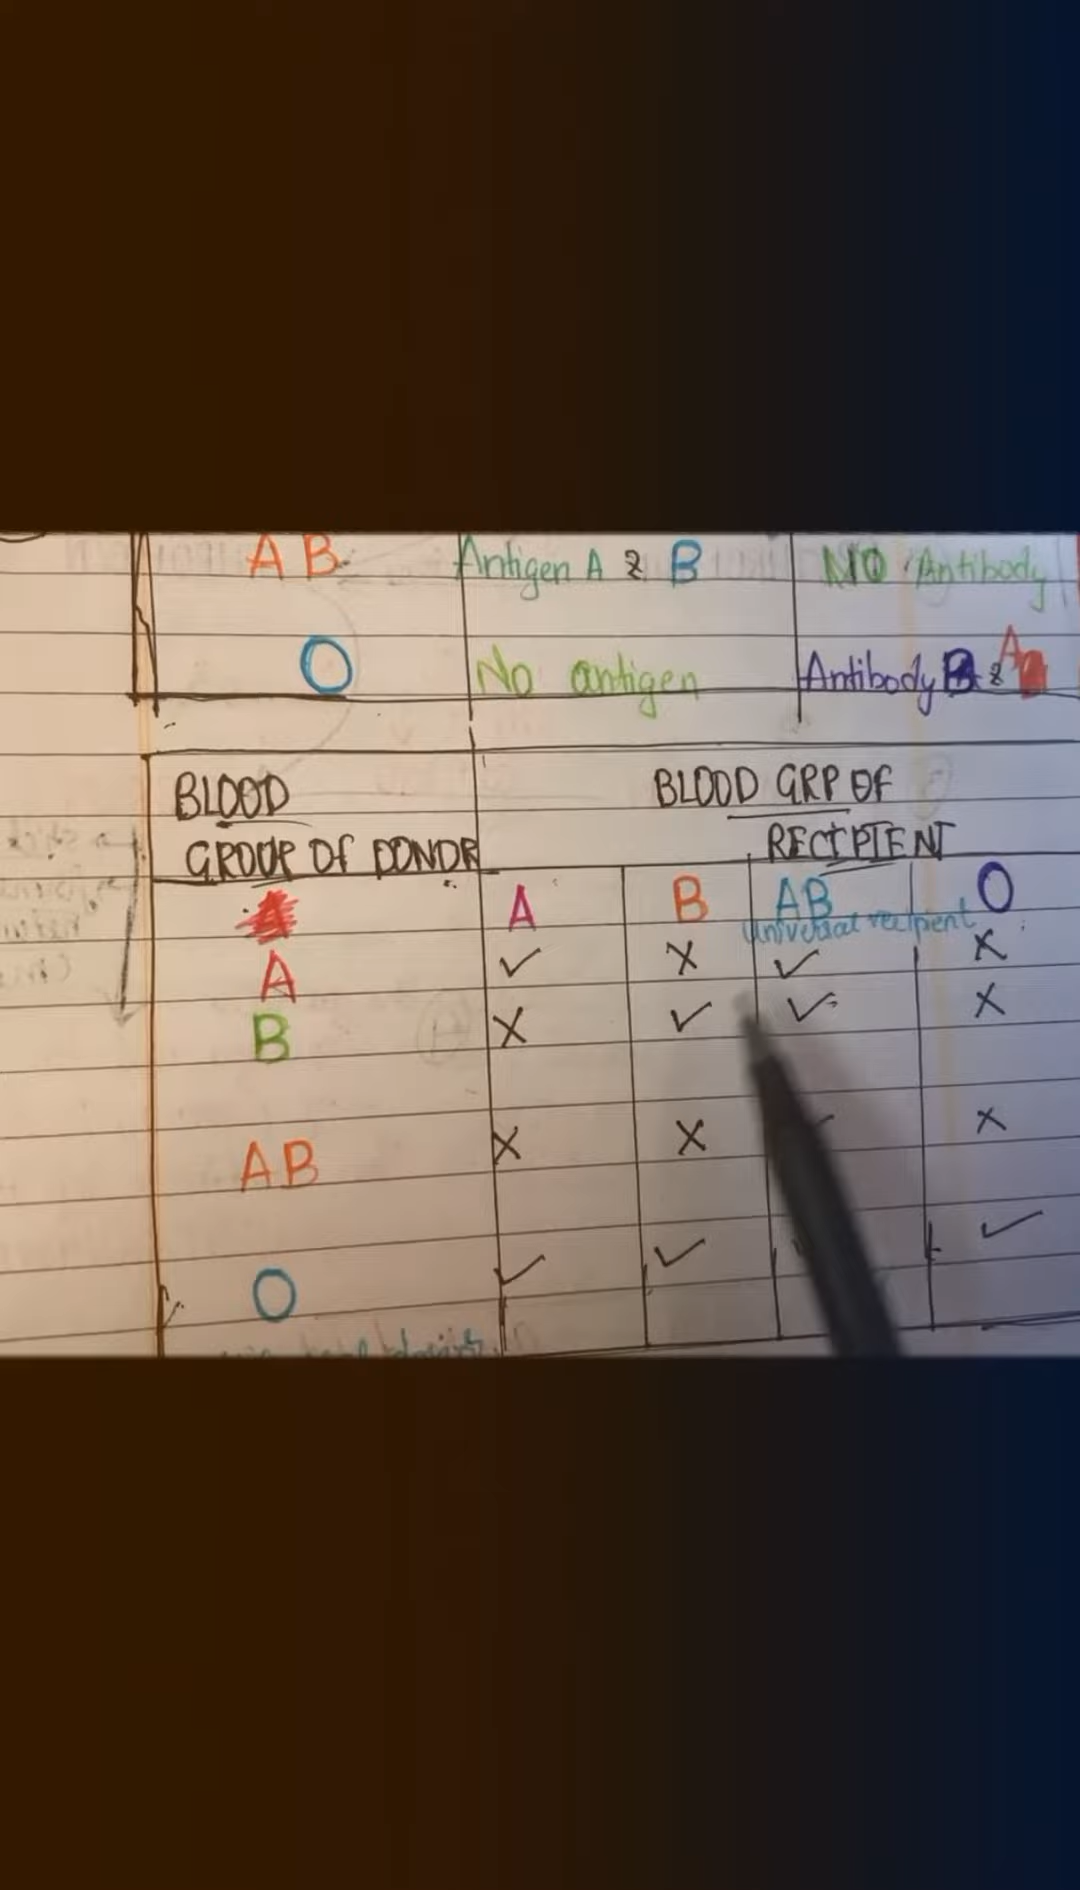 AB Antigen A & B NO Antibody
O No antigen Antibody B & A
BLOOD BLOOD GRP OF
GROUP OF DONOR RECIPIENT
A B AB O
Universal recipient
A ✓ X ✓ X
B X ✓ ✓ X
AB X X ✓ X
O ✓ ✓ ✓